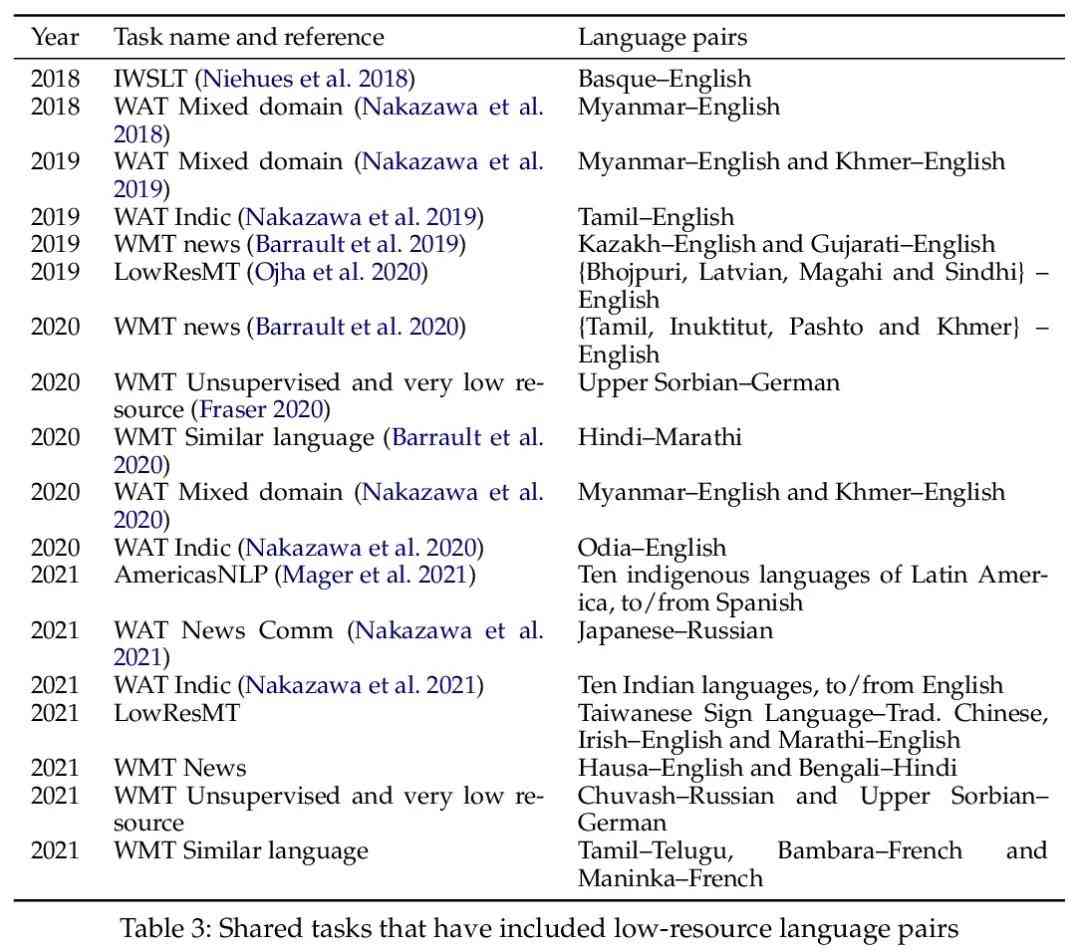 Year Task name and reference Language pairs
2018 IWSLT (Niehues et al. 2018) Basque–English
2018 WAT Mixed domain (Nakazawa et al. Myanmar–English
2018)
2019 WAT Mixed domain (Nakazawa et al. Myanmar–English and Khmer–English
2019)
2019 WAT Indic (Nakazawa et al. 2019) Tamil–English
2019 WMT news (Barrault et al. 2019) Kazakh–English and Gujarati–English
2019 LowResMT (Ojha et al. 2020) {Bhojpuri, Latvian, Magahi and Sindhi} –
English
2020 WMT news (Barrault et al. 2020) {Tamil, Inuktitut, Pashto and Khmer} –
English
2020 WMT Unsupervised and very low re- Upper Sorbian–German
source (Fraser 2020)
2020 WMT Similar language (Barrault et al. Hindi–Marathi
2020)
2020 WAT Mixed domain (Nakazawa et al. Myanmar–English and Khmer–English
2020)
2020 WAT Indic (Nakazawa et al. 2020) Odia–English
2021 AmericasNLP (Mager et al. 2021) Ten indigenous languages of Latin Amer-
ica, to/from Spanish
2021 WAT News Comm (Nakazawa et al. Japanese–Russian
2021)
2021 WAT Indic (Nakazawa et al. 2021) Ten Indian languages, to/from English
2021 LowResMT Taiwanese Sign Language–Trad. Chinese,
Irish–English and Marathi–English
2021 WMT News Hausa–English and Bengali–Hindi
2021 WMT Unsupervised and very low re- Chuvash–Russian and Upper Sorbian–
source German
2021 WMT Similar language Tamil–Telugu, Bambara–French and
Maninka–French
Table 3: Shared tasks that have included low-resource language pairs